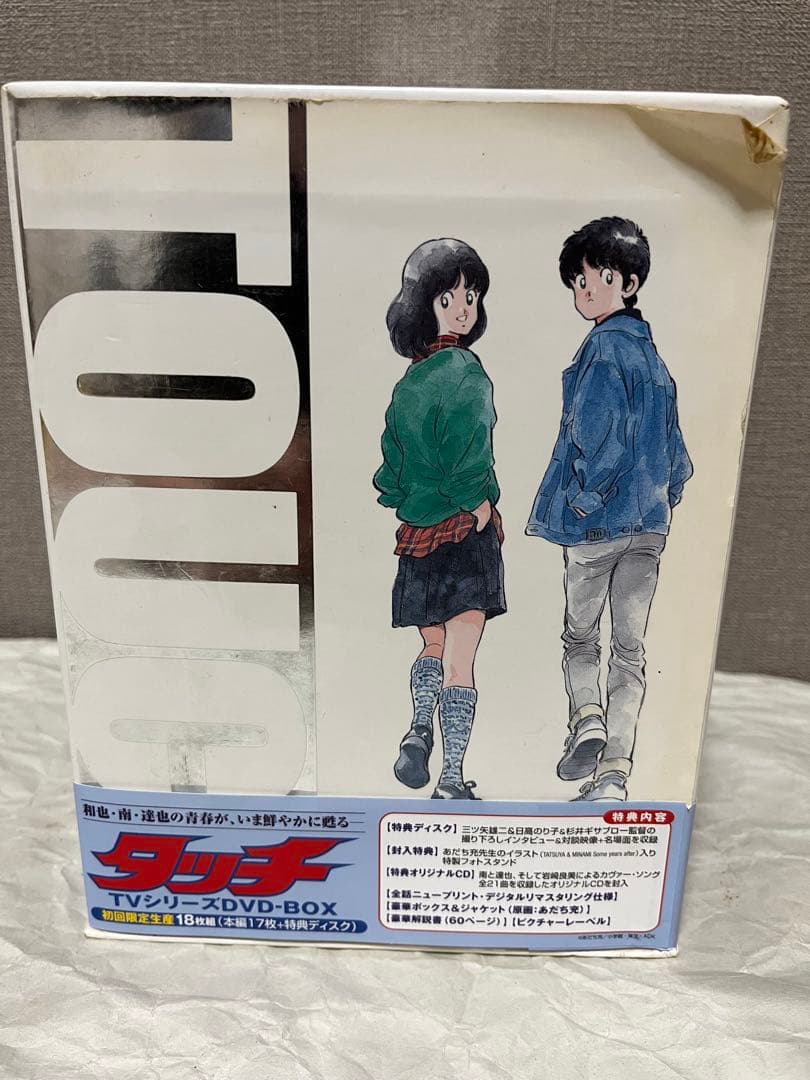 TOUC
和也・南・達也の青春が、いま鮮やかに甦る
タッチ
TVシリーズDVD-BOX
初回限定生産 18枚組(本編17枚+特典ディスク)
特典内容
【特典ディスク】三ツ矢雄二&日高のり子&杉井ギサブロー監督の
撮り下ろしインタビュー&対談映像+名場面を収録
【封入特典】あだち充先生のイラスト(TATSUYA & MINAMI Some years after)入り
特製フォトスタンド
【特典オリジナルCD】南と達也、そして岩崎良美によるカヴァー・ソング
全21曲を収録したオリジナルCDを封入
【全話ニュープリント・デジタルリマスタリング仕様】
【豪華ボックス&ジャケット(原画:あだち充)】
【豪華解説書(60ページ)】【ピクチャーレーベル】
©あだち充/小学館・東宝・ADK